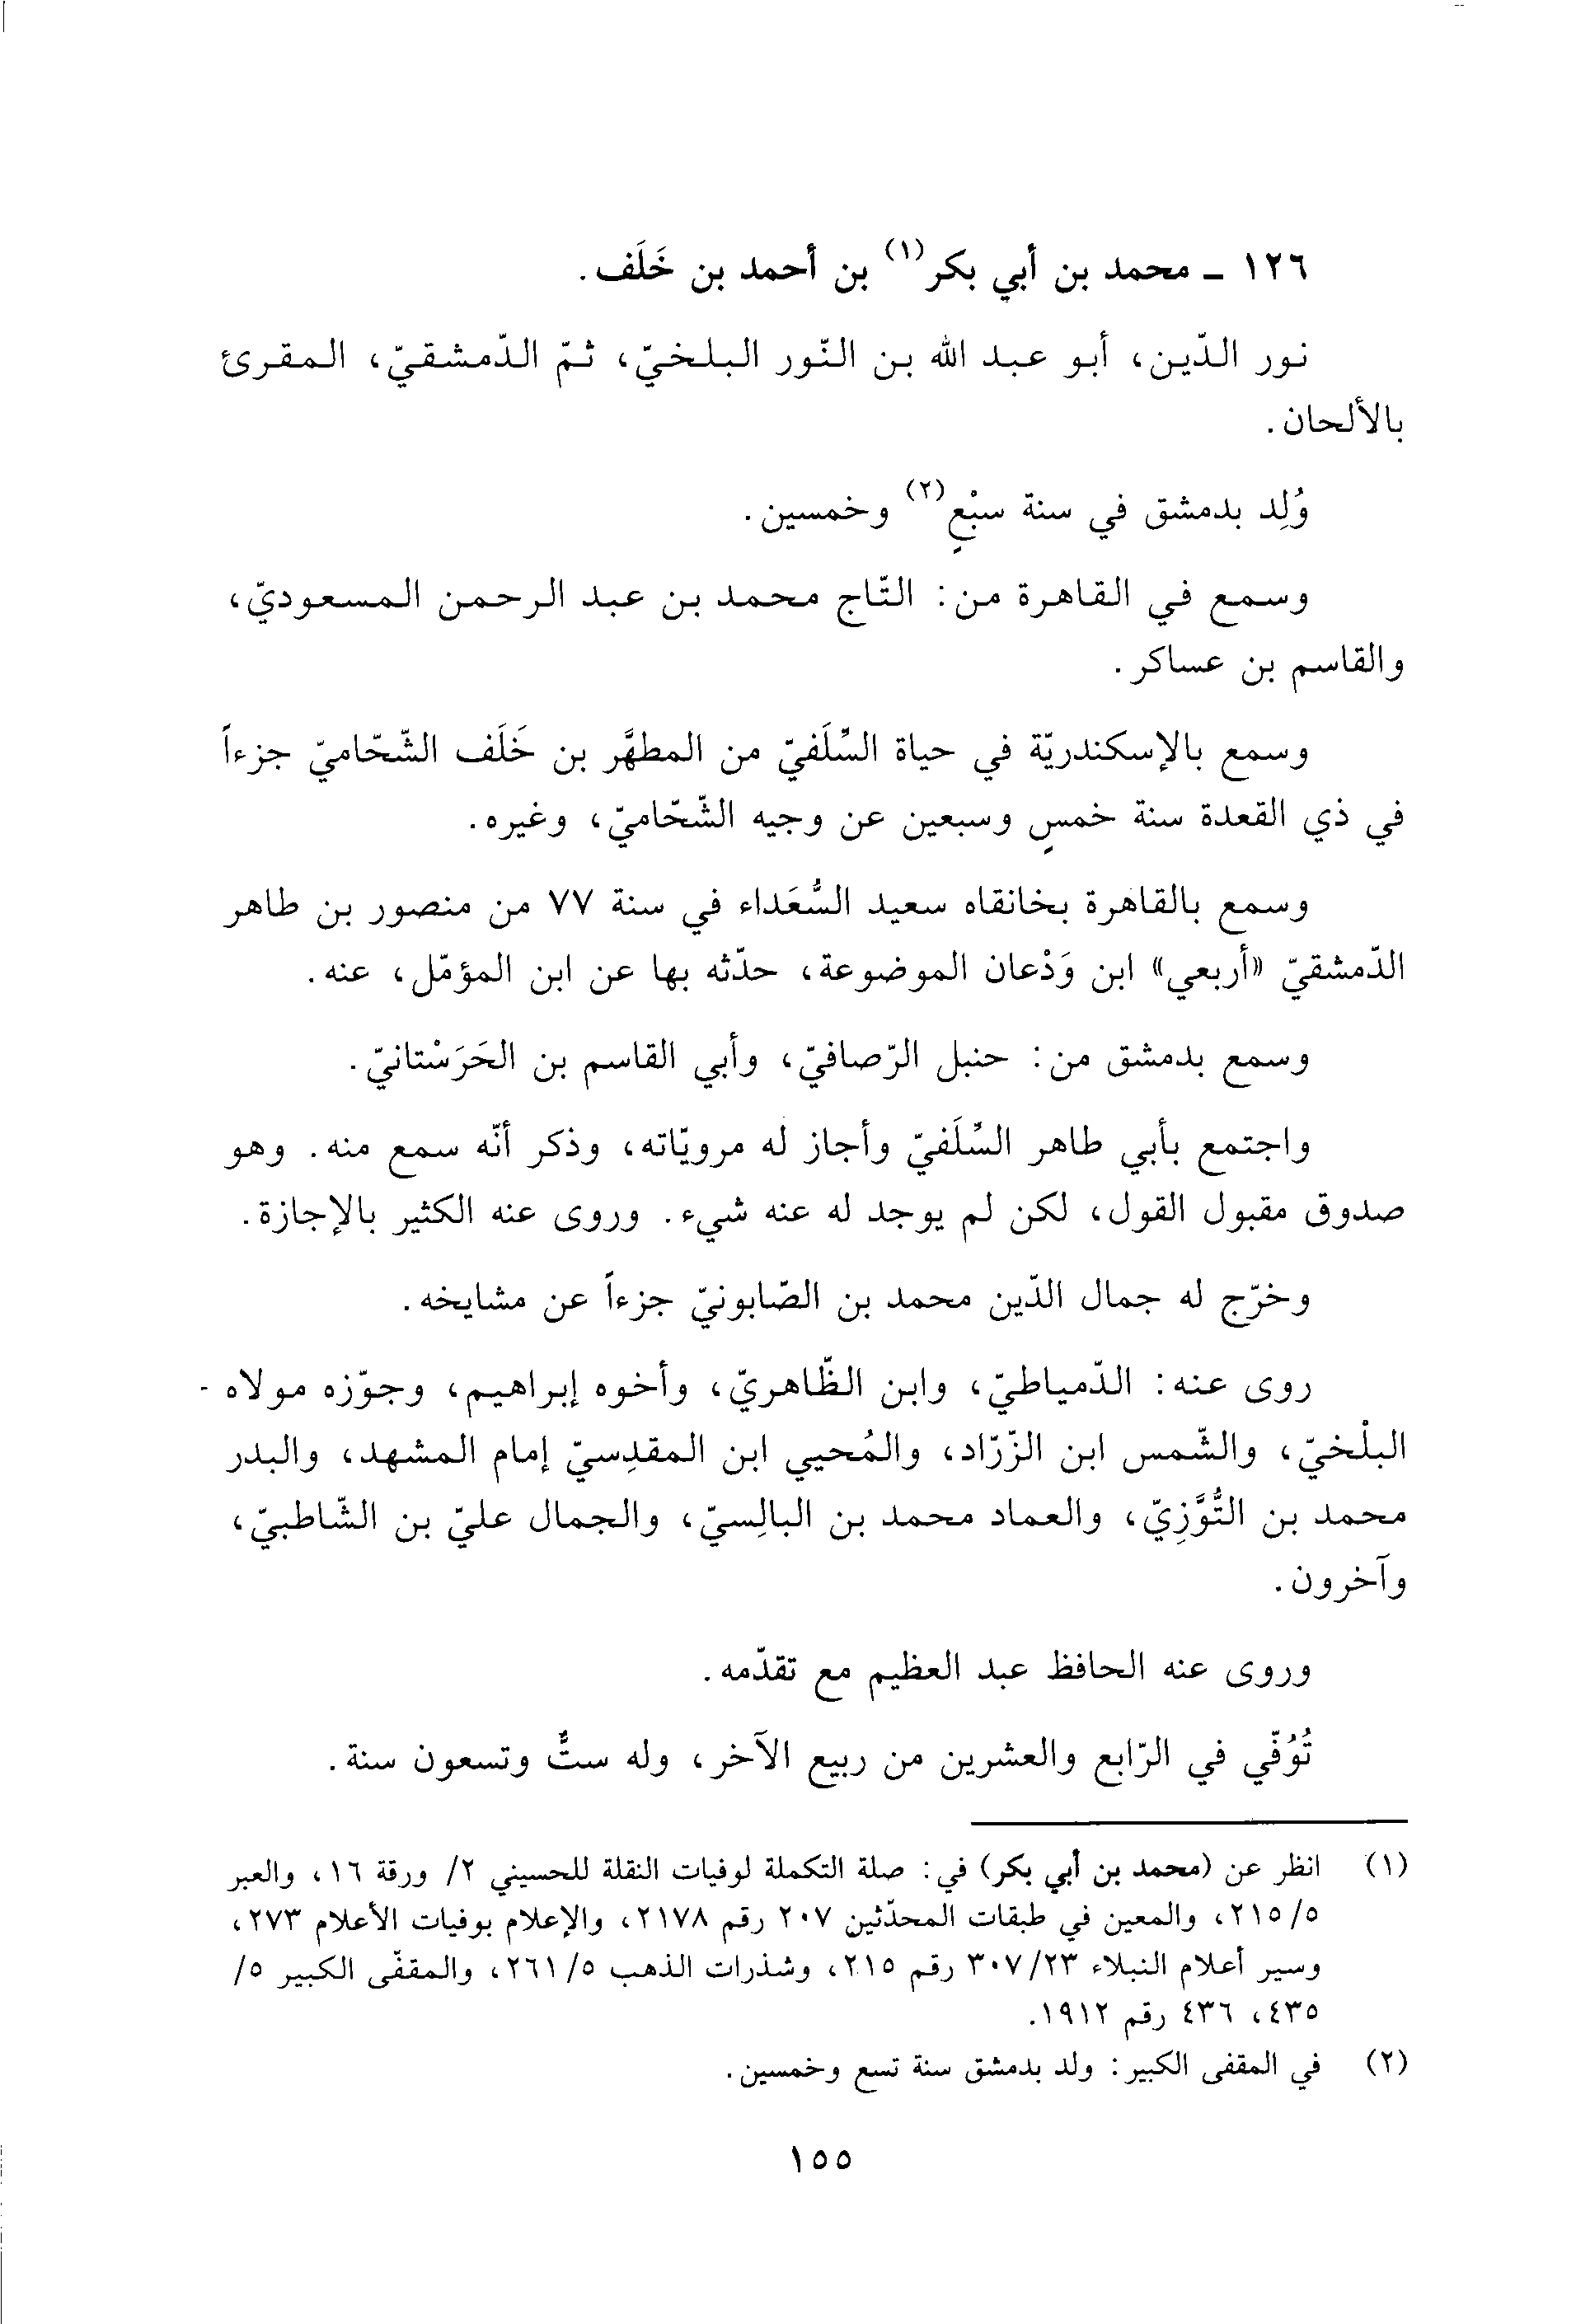 ١٢٦ - محمد بن أبي بكر(١) بن أحمد بن خَلَف.
نور الدّين، أبو عبد الله بن النّور البلخيّ، ثمّ الدّمشقيّ، المقرئ
بالألحان.
وُلِد بدمشق في سنة سبْعٍ(٢) وخمسين.
وسمع في القاهرة من: التّاج محمد بن عبد الرحمن المسعوديّ،
والقاسم بن عساكر.
وسمع بالإسكندريّة في حياة السِّلَفيّ من المطهَّر بن خَلَف الشّحّاميّ جزءاً
في ذي القعدة سنة خمسٍ وسبعين عن وجيه الشّحّاميّ، وغيره.
وسمع بالقاهرة بخانقاه سعيد السُّعَداء في سنة ٧٧ من منصور بن طاهر
الدّمشقيّ «أربعي» ابن وَدْعان الموضوعة، حدّثه بها عن ابن المؤمّل، عنه.
وسمع بدمشق من: حنبل الرّصافيّ، وأبي القاسم بن الحَرَسْتانيّ.
واجتمع بأبي طاهر السِّلَفيّ وأجاز له مرويّاته، وذكر أنّه سمع منه. وهو
صدوق مقبول القول، لكن لم يوجد له عنه شيء. وروى عنه الكثير بالإجازة.
وخرّج له جمال الدّين محمد بن الصّابونيّ جزءاً عن مشايخه.
روى عنه: الدّمياطيّ، وابن الظّاهريّ، وأخوه إبراهيم، وجوّزه مولاه -
البلْخيّ، والشّمس ابن الزّرّاد، والمُحيي ابن المقدِسيّ إمام المشهد، والبدر
محمد بن التُّوَّزِيّ، والعماد محمد بن البالِسيّ، والجمال عليّ بن الشّاطبيّ،
وآخرون.
وروى عنه الحافظ عبد العظيم مع تقدّمه.
تُوُفّي في الرّابع والعشرين من ربيع الآخر، وله ستٌّ وتسعون سنة.
(١) انظر عن (محمد بن أبي بكر) في: صلة التكملة لوفيات النقلة للحسيني ٢/ ورقة ١٦، والعبر
٢١٥/٥، والمعين في طبقات المحدّثين ٢٠٧ رقم ٢١٧٨، والإعلام بوفيات الأعلام ٢٧٣،
وسير أعلام النبلاء ٣٠٧/٢٣ رقم ٢١٥، وشذرات الذهب ٢٦١/٥، والمقفّى الكبير ٥/
٤٣٥، ٤٣٦ رقم ١٩١٢.
(٢) في المقفى الكبير: ولد بدمشق سنة تسع وخمسين.
١٥٥